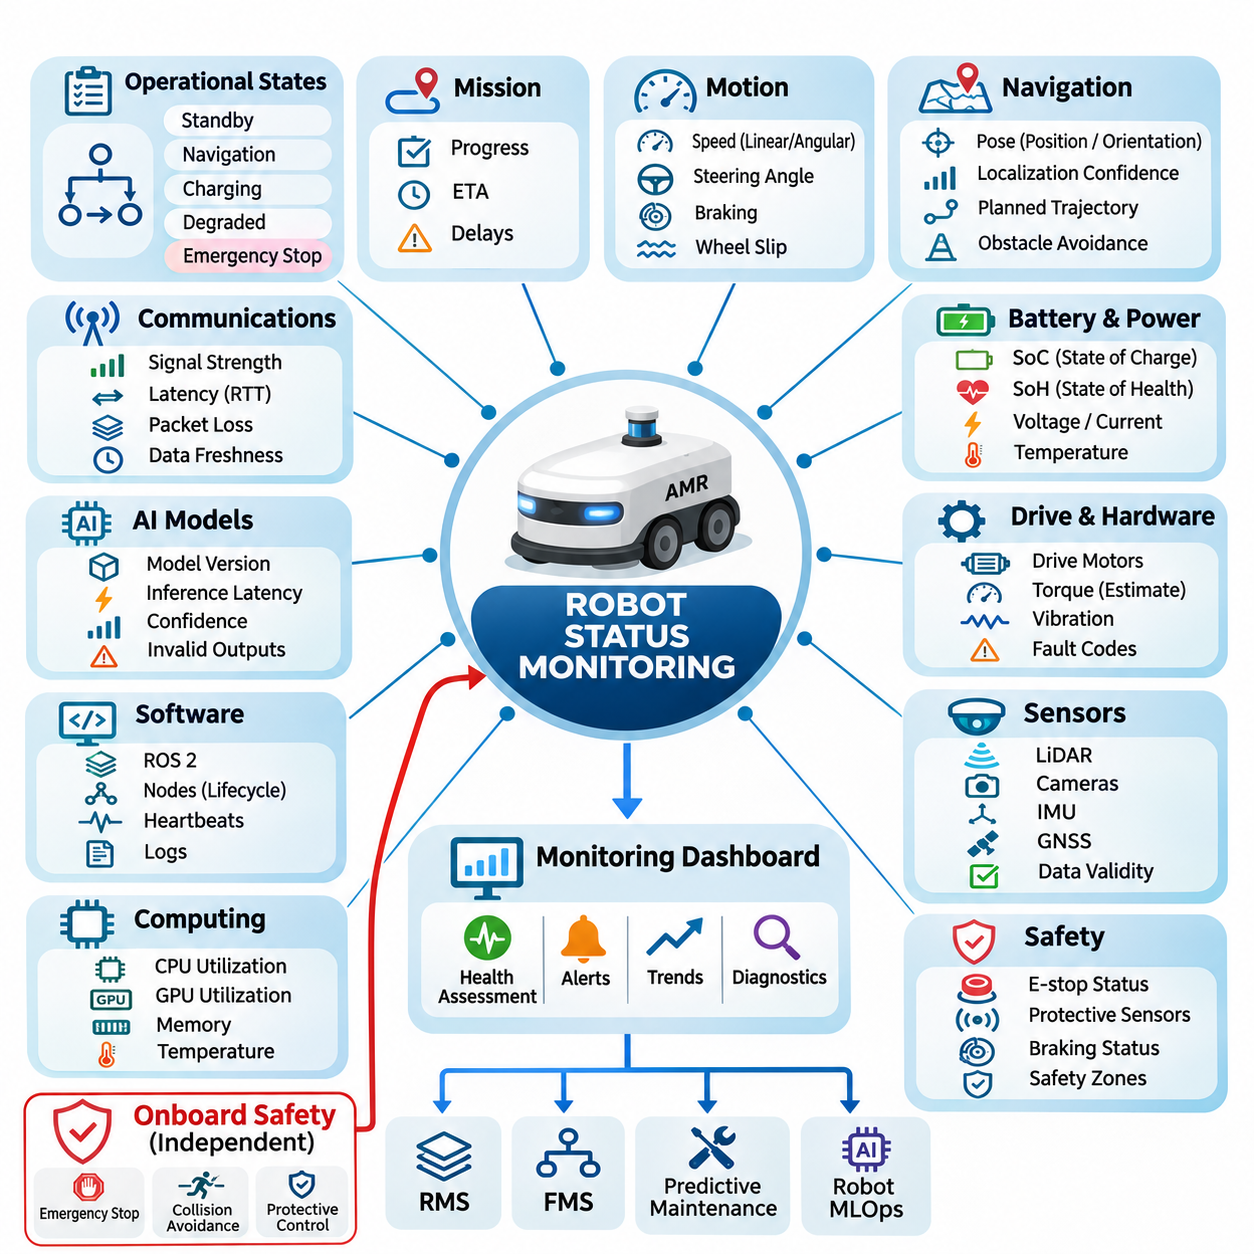 Operational States
Standby
Navigation
Charging
Degraded
Emergency Stop
Mission
Progress
ETA
Delays
Motion
Speed (Linear/Angular)
Steering Angle
Braking
Wheel Slip
Navigation
Pose (Position / Orientation)
Localization Confidence
Planned Trajectory
Obstacle Avoidance
Communications
Signal Strength
Latency (RTT)
Packet Loss
Data Freshness
Battery & Power
SoC (State of Charge)
SoH (State of Health)
Voltage / Current
Temperature
AMR
ROBOT
STATUS
MONITORING
AI
AI Models
Model Version
Inference Latency
Confidence
Invalid Outputs
Drive & Hardware
Drive Motors
Torque (Estimate)
Vibration
Fault Codes
</>
Software
ROS 2
Nodes (Lifecycle)
Heartbeats
Logs
Sensors
LiDAR
Cameras
IMU
GNSS
Data Validity
Monitoring Dashboard
Health
Assessment
Alerts
Trends
Diagnostics
Computing
CPU Utilization
GPU
GPU Utilization
Memory
Temperature
Safety
E-stop Status
Protective Sensors
Braking Status
Safety Zones
Onboard Safety
(Independent)
Emergency Stop
Collision
Avoidance
Protective
Control
RMS
FMS
Predictive
Maintenance
AI
Robot
MLOps